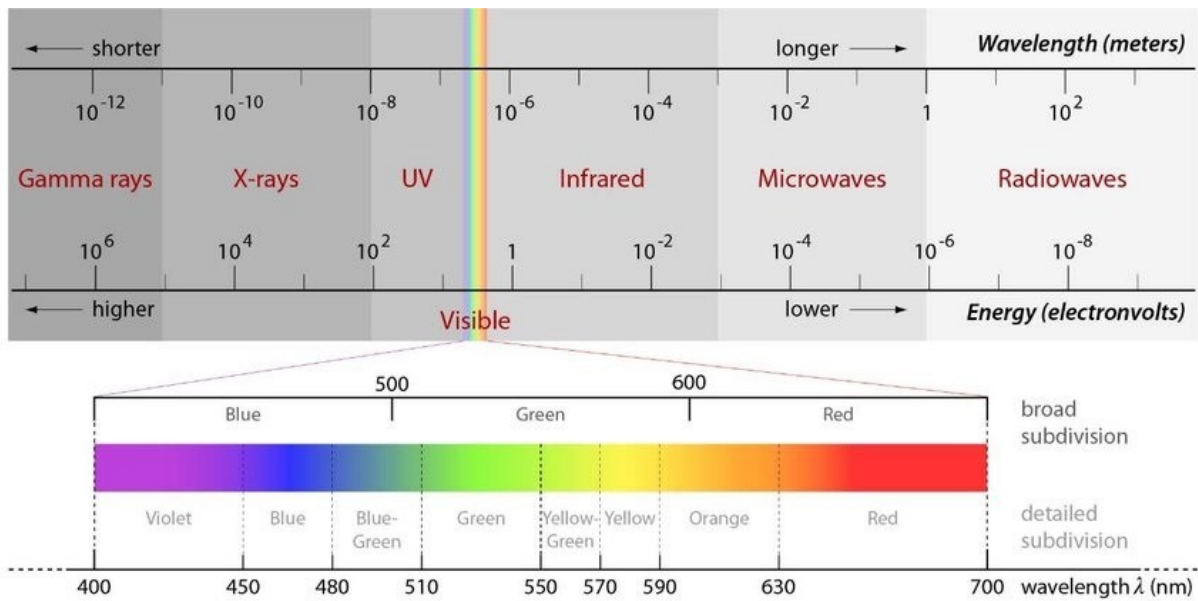 ← shorter longer → Wavelength (meters)
10⁻¹² 10⁻¹⁰ 10⁻⁸ 10⁻⁶ 10⁻⁴ 10⁻² 1 10²
Gamma rays X-rays UV Infrared Microwaves Radiowaves
10⁶ 10⁴ 10² 1 10⁻² 10⁻⁴ 10⁻⁶ 10⁻⁸
← higher lower → Energy (electronvolts)
Visible
500 600
Blue Green Red broad
subdivision
Violet Blue Blue- Green Yellow- Yellow Orange Red detailed
Green Green subdivision
400 450 480 510 550 570 590 630 700 wavelength λ (nm)